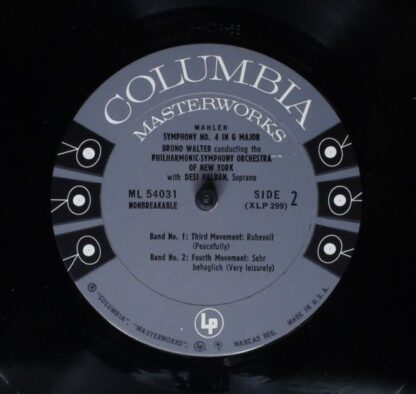 COLUMBIA
MASTERWORKS
MAHLER
SYMPHONY NO. 4 IN G MAJOR
BRUNO WALTER conducting the
PHILHARMONIC-SYMPHONY ORCHESTRA
OF NEW YORK
with DESI HALBAN, Soprano
ML 54031
NONBREAKABLE
SIDE 2
(XLP 299)
Band No. 1: Third Movement: Ruhevoll
(Peacefully)
Band No. 2: Fourth Movement: Sehr
behaglich (Very leisurely)
Lp
"COLUMBIA", "MASTERWORKS", MARCAS REG. MADE IN U.S.A.